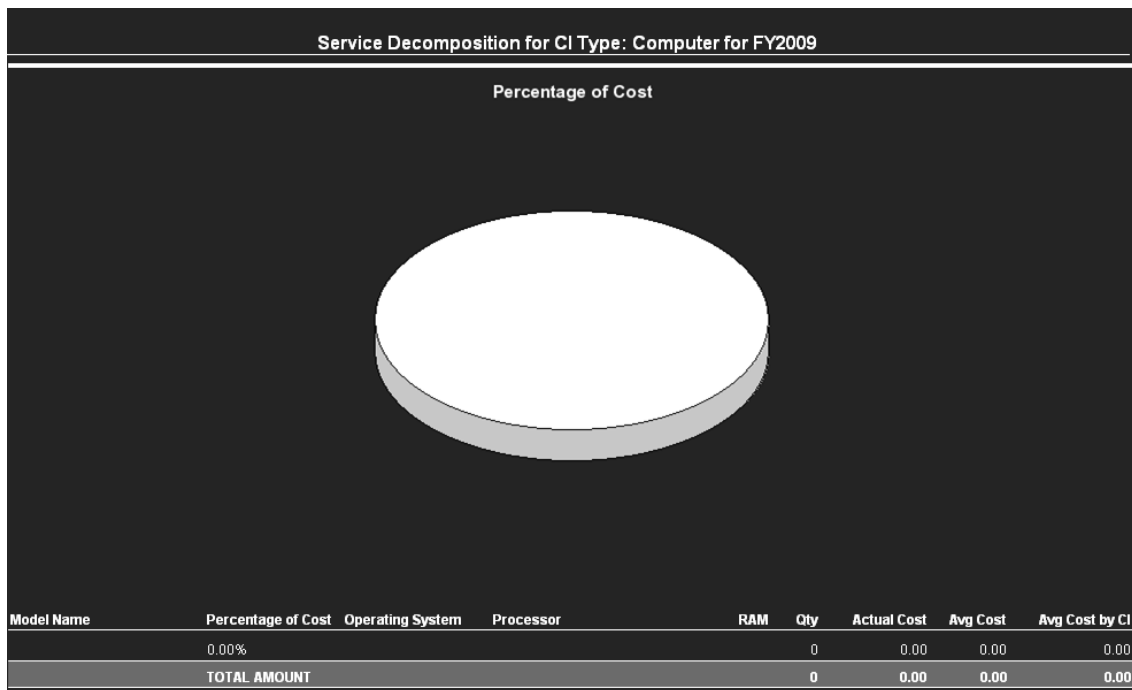 Service Decomposition for CI Type: Computer for FY2009
Percentage of Cost
Model Name Percentage of Cost Operating System Processor RAM Qty Actual Cost Avg Cost Avg Cost by CI
0.00% 0 0.00 0.00 0.00
TOTAL AMOUNT 0 0.00 0.00 0.00